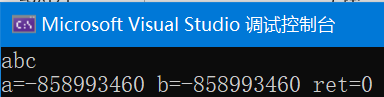 Microsoft Visual Studio 调试控制台
abc
a=-858993460 b=-858993460 ret=0